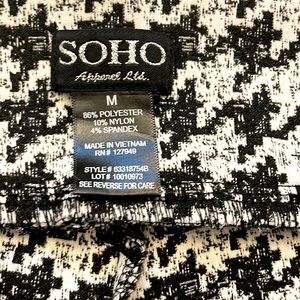 SOHO
Apparel Ltd.
M
86% POLYESTER
10% NYLON
4% SPANDEX
MADE IN VIETNAM
RN # 127949
STYLE # 63318754B
LOT # 10010973
SEE REVERSE FOR CARE